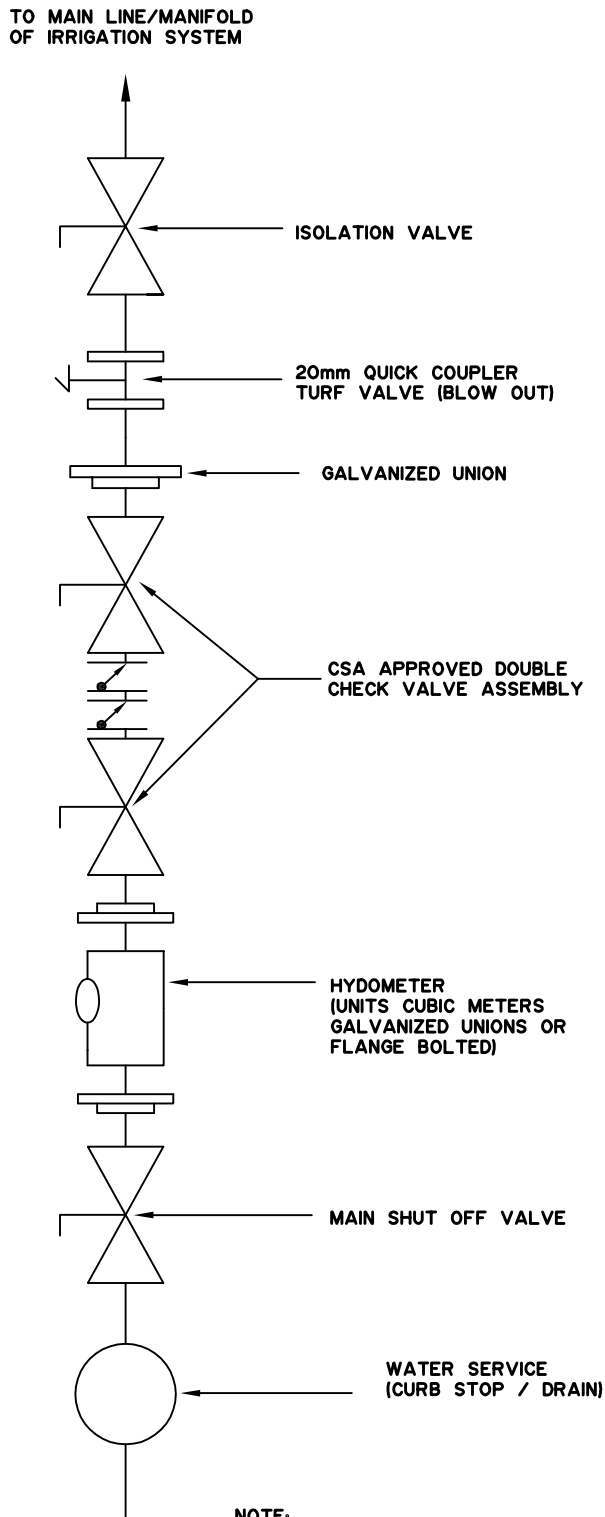 TO MAIN LINE/MANIFOLD
OF IRRIGATION SYSTEM
ISOLATION VALVE
20mm QUICK COUPLER
TURF VALVE (BLOW OUT)
GALVANIZED UNION
CSA APPROVED DOUBLE
CHECK VALVE ASSEMBLY
HYDOMETER
(UNITS CUBIC METERS
GALVANIZED UNIONS OR
FLANGE BOLTED)
MAIN SHUT OFF VALVE
WATER SERVICE
(CURB STOP / DRAIN)
NOTE: